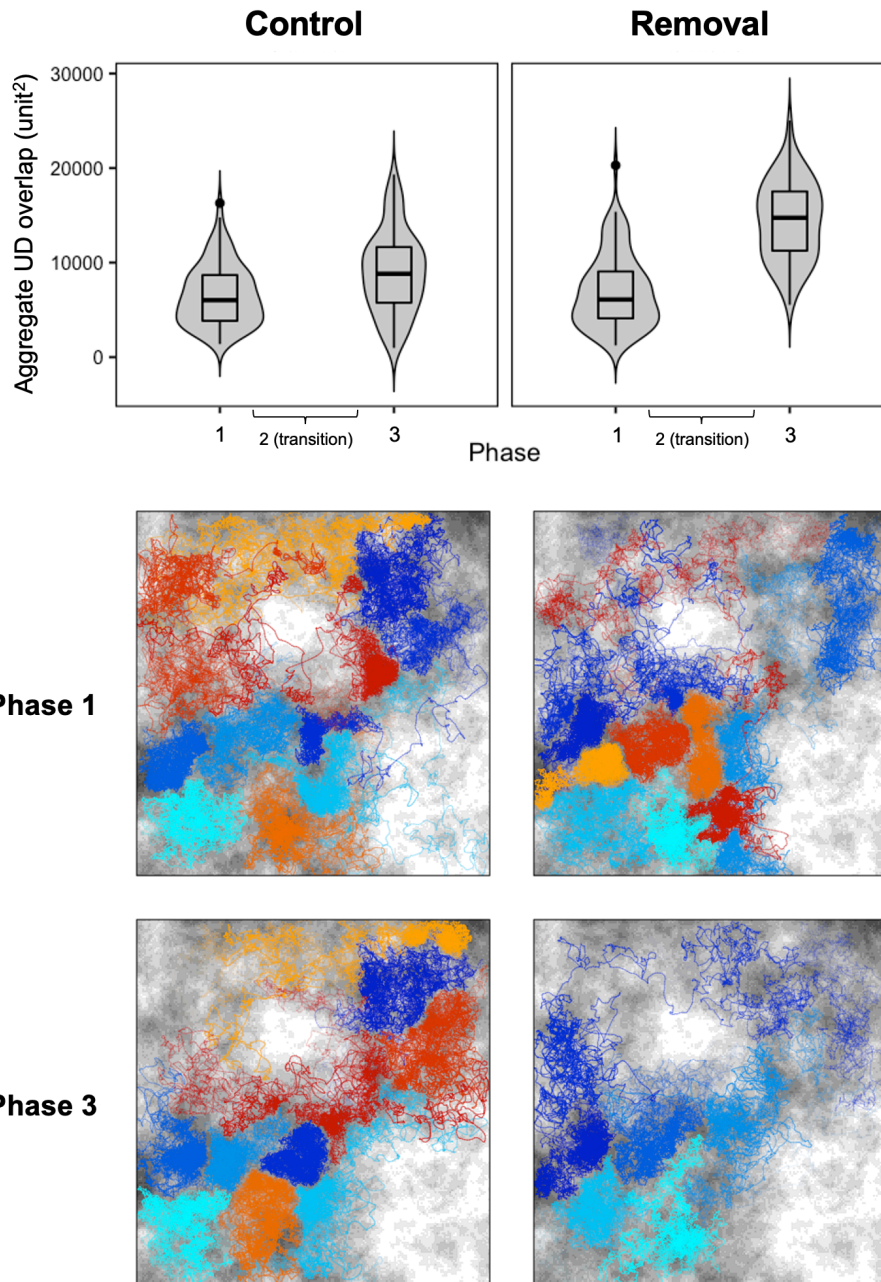 Control Removal
Aggregate UD overlap (unit²)
30000
20000
10000
0
1 2 (transition) 3 1 2 (transition) 3
Phase
Phase 1
Phase 3